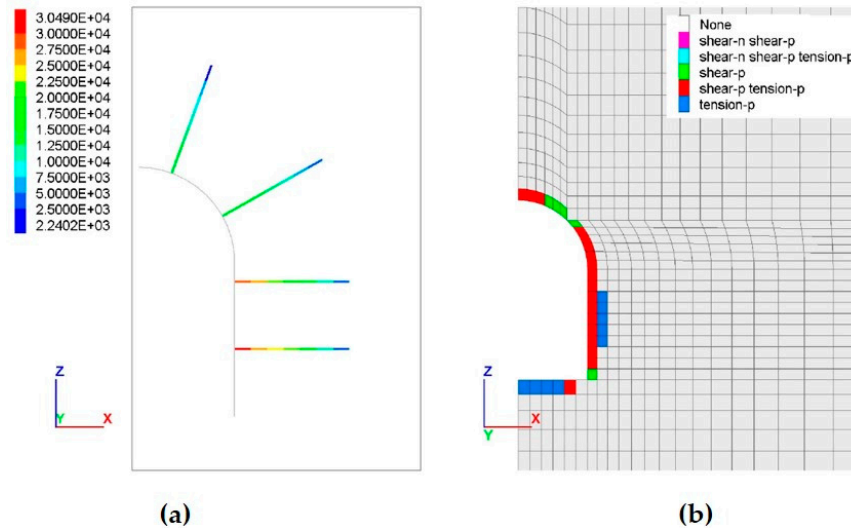 3.0490E+04
3.0000E+04
2.7500E+04
2.5000E+04
2.2500E+04
2.0000E+04
1.7500E+04
1.5000E+04
1.2500E+04
1.0000E+04
7.5000E+03
5.0000E+03
2.5000E+03
2.2402E+03
Z
Y
X
(a)
None
shear-n shear-p
shear-n shear-p tension-p
shear-p
shear-p tension-p
tension-p
Z
X
Y
(b)